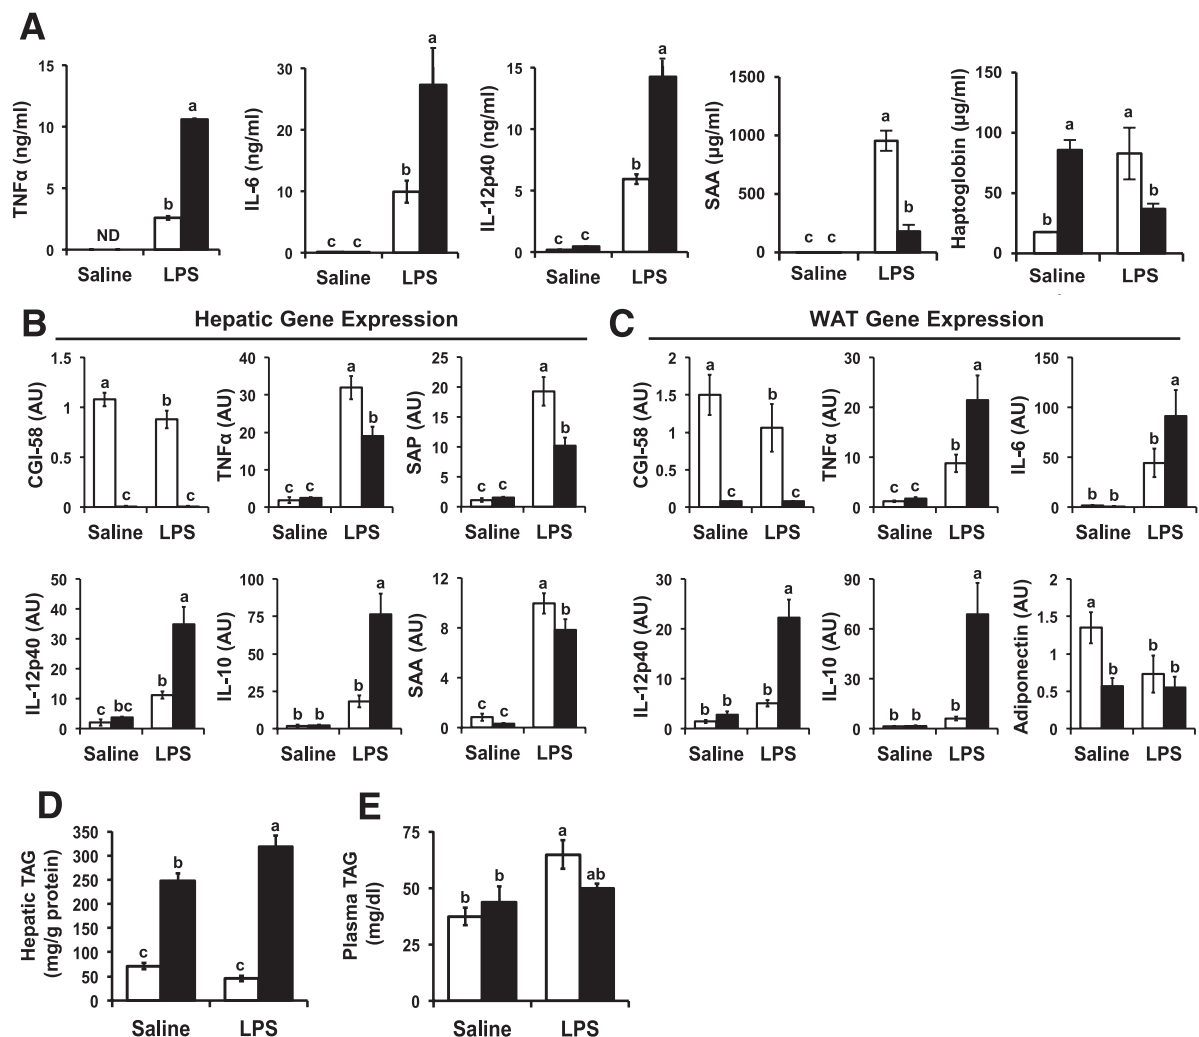 A
TNFα (ng/ml)
15
10
5
0
ND
b
a
Saline
LPS
IL-6 (ng/ml)
30
20
10
0
c
c
b
a
Saline
LPS
IL-12p40 (ng/ml)
15
10
5
0
c
c
b
a
Saline
LPS
SAA (µg/ml)
1500
1000
500
0
c
c
a
b
Saline
LPS
Haptoglobin (µg/ml)
150
100
50
0
b
a
a
b
Saline
LPS
B
Hepatic Gene Expression
CGI-58 (AU)
1.5
1
0.5
0
a
c
b
c
Saline
LPS
TNFα (AU)
40
30
20
10
0
c
c
a
b
Saline
LPS
SAP (AU)
25
20
15
10
5
0
c
c
a
b
Saline
LPS
IL-12p40 (AU)
50
40
30
20
10
0
c
bc
b
a
Saline
LPS
IL-10 (AU)
100
75
50
25
0
b
b
b
a
Saline
LPS
SAA (AU)
12
9
6
3
0
c
c
a
b
Saline
LPS
C
WAT Gene Expression
CGI-58 (AU)
2
1.5
1
0.5
0
a
c
b
c
Saline
LPS
TNFα (AU)
30
20
10
0
c
c
b
a
Saline
LPS
IL-6 (AU)
150
100
50
0
b
b
b
a
Saline
LPS
IL-12p40 (AU)
30
20
10
0
b
b
b
a
Saline
LPS
IL-10 (AU)
90
60
30
0
b
b
b
a
Saline
LPS
Adiponectin (AU)
2
1.5
1
0.5
0
a
b
b
b
Saline
LPS
D
Hepatic TAG
(mg/g protein)
350
300
250
200
150
100
50
0
c
b
c
a
Saline
LPS
E
Plasma TAG
(mg/dl)
75
50
25
0
b
b
a
ab
Saline
LPS